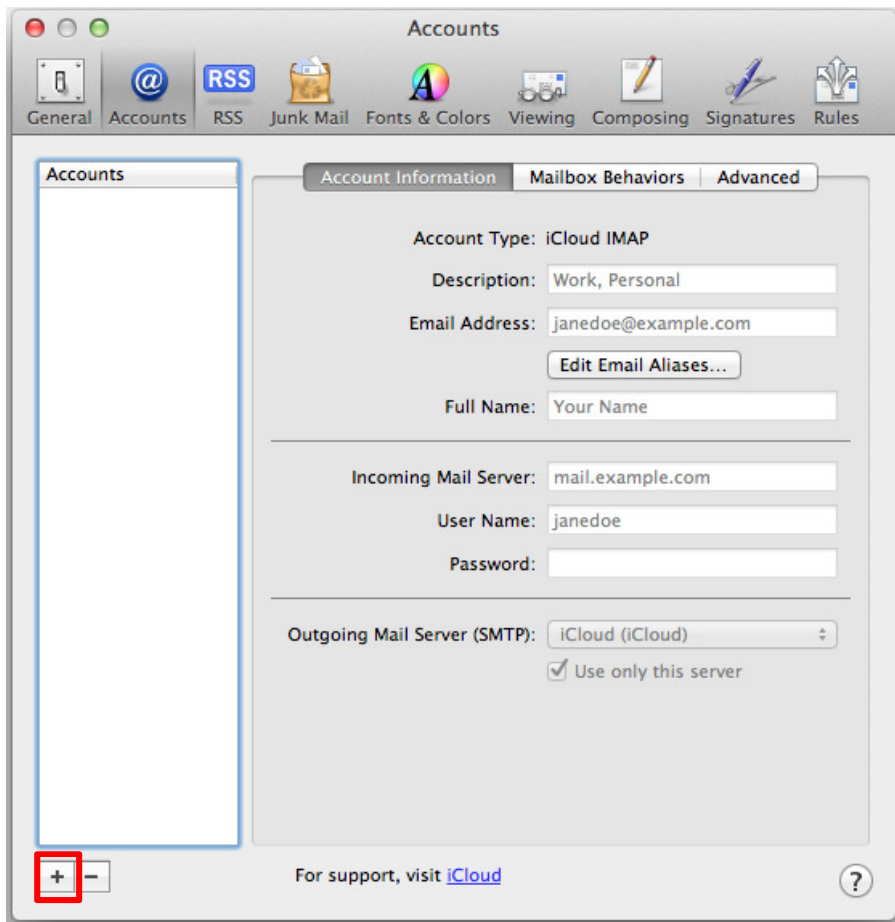 Accounts
General Accounts RSS RSS Junk Mail A Fonts & Colors Viewing Composing Signatures Rules
Accounts
Account Information Mailbox Behaviors Advanced
Account Type: iCloud IMAP
Description: Work, Personal
Email Address: janedoe@example.com
Edit Email Aliases...
Full Name: Your Name
Incoming Mail Server: mail.example.com
User Name: janedoe
Password:
Outgoing Mail Server (SMTP): iCloud (iCloud)
Use only this server
+ − For support, visit iCloud ?